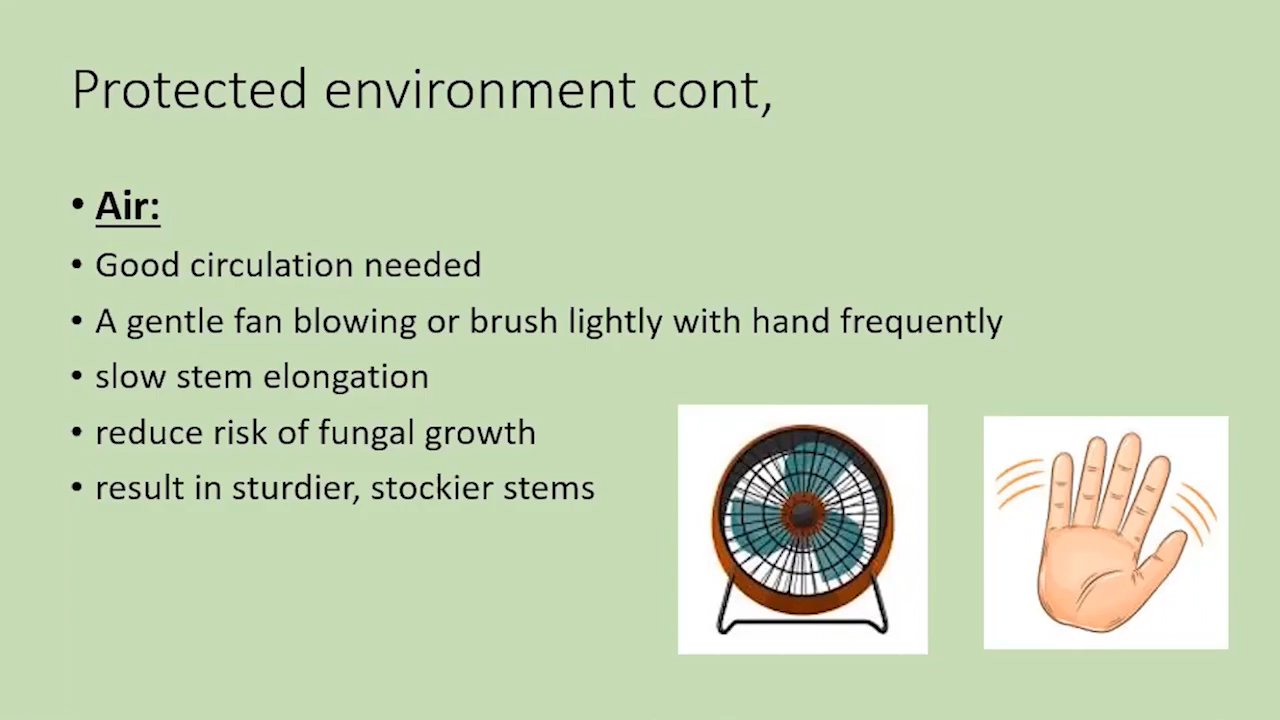 Protected environment cont,
• Air:
• Good circulation needed
• A gentle fan blowing or brush lightly with hand frequently
• slow stem elongation
• reduce risk of fungal growth
• result in sturdier, stockier stems